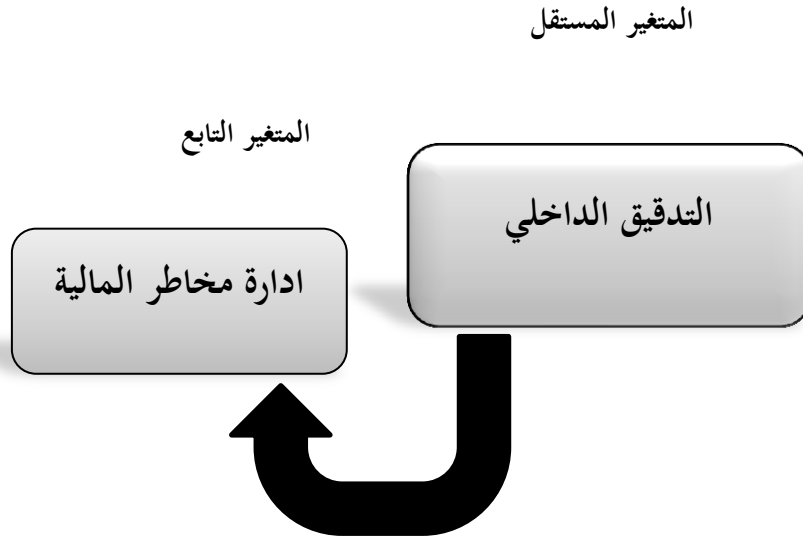 المتغير المستقل
المتغير التابع
التدقيق الداخلي
ادارة مخاطر المالية